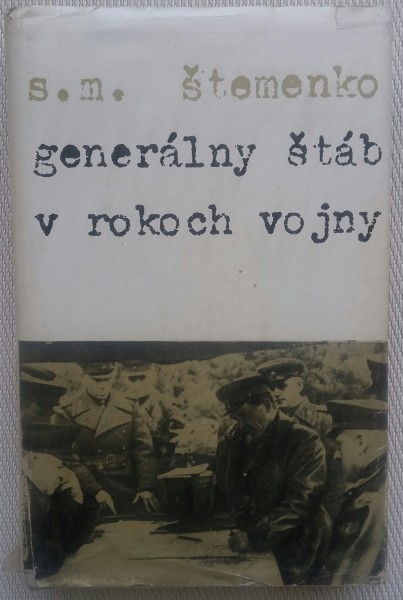 s.m. štemenko
generálny štáb
v rokoch vojny